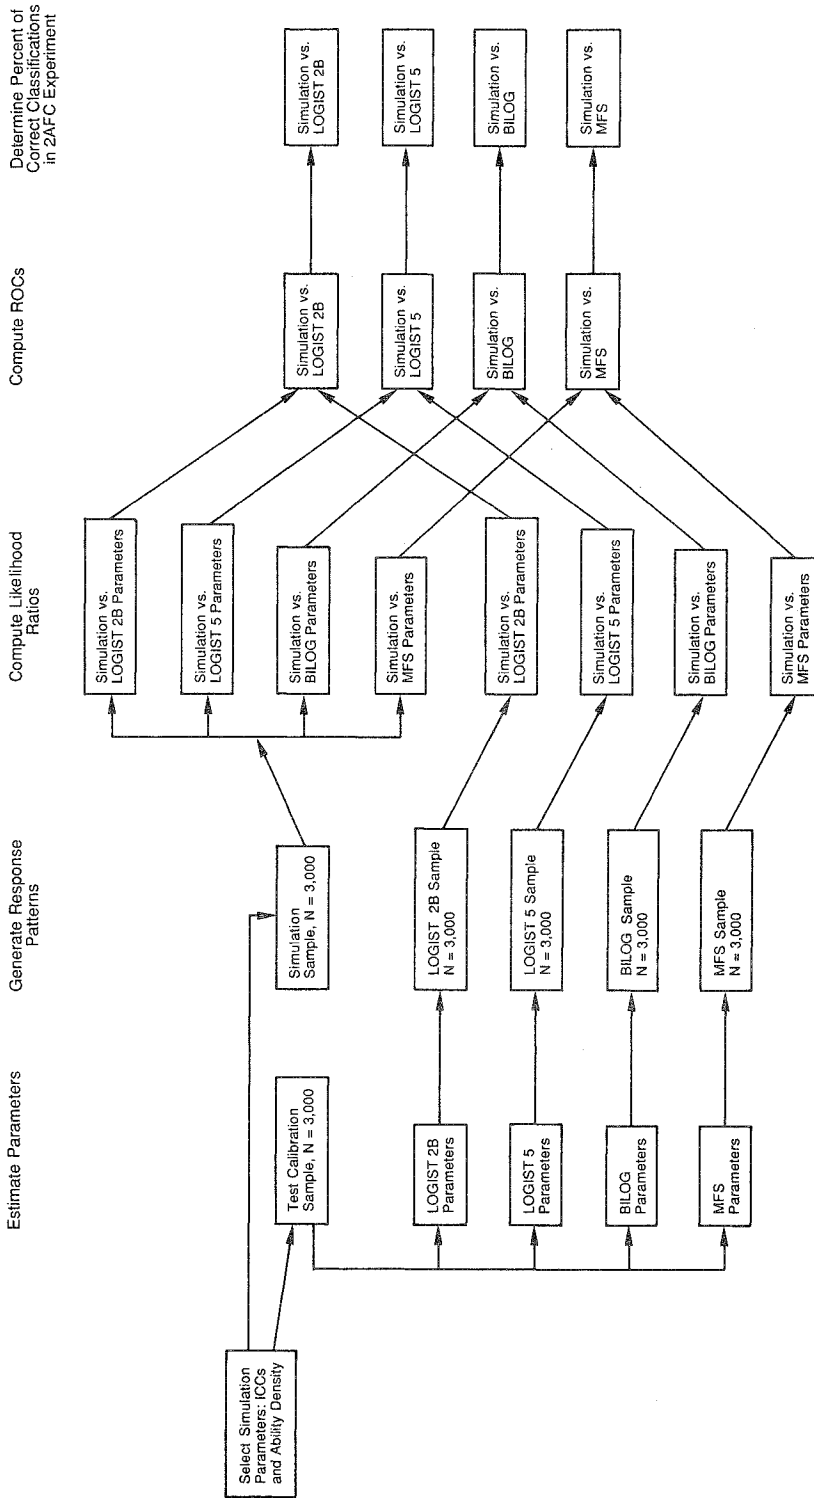 Estimate Parameters
Generate Response
Patterns
Compute Likelihood
Ratios
Compute ROCs
Determine Percent of
Correct Classifications
in 2AFC Experiment
Select Simulation
Parameters: ICCs
and Ability Density
Test Calibration
Sample, N = 3,000
LOGIST 2B
Parameters
LOGIST 5
Parameters
BILOG
Parameters
MFS
Parameters
Simulation
Sample, N = 3,000
LOGIST 2B Sample
N = 3,000
LOGIST 5 Sample
N = 3,000
BILOG Sample
N = 3,000
MFS Sample
N = 3,000
Simulation vs.
LOGIST 2B Parameters
Simulation vs.
LOGIST 5 Parameters
Simulation vs.
BILOG Parameters
Simulation vs.
MFS Parameters
Simulation vs.
LOGIST 2B Parameters
Simulation vs.
LOGIST 5 Parameters
Simulation vs.
BILOG Parameters
Simulation vs.
MFS Parameters
Simulation vs.
LOGIST 2B
Simulation vs.
LOGIST 5
Simulation vs.
BILOG
Simulation vs.
MFS
Simulation vs.
LOGIST 2B
Simulation vs.
LOGIST 5
Simulation vs.
BILOG
Simulation vs.
MFS